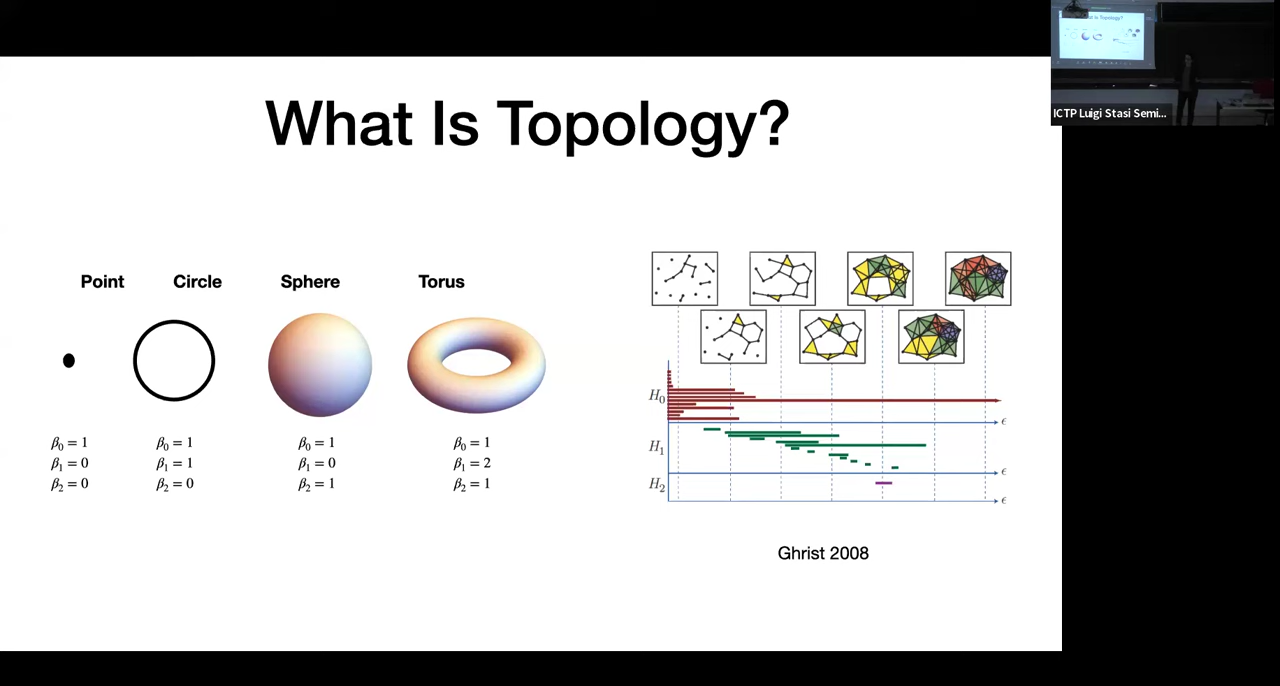 What Is Topology?
Point
Circle
Sphere
Torus
β₀ = 1
β₁ = 0
β₂ = 0
β₀ = 1
β₁ = 1
β₂ = 0
β₀ = 1
β₁ = 0
β₂ = 1
β₀ = 1
β₁ = 2
β₂ = 1
H₀
ϵ
H₁
ϵ
H₂
ϵ
Ghrist 2008
ICTP Luigi Stasi Semi...